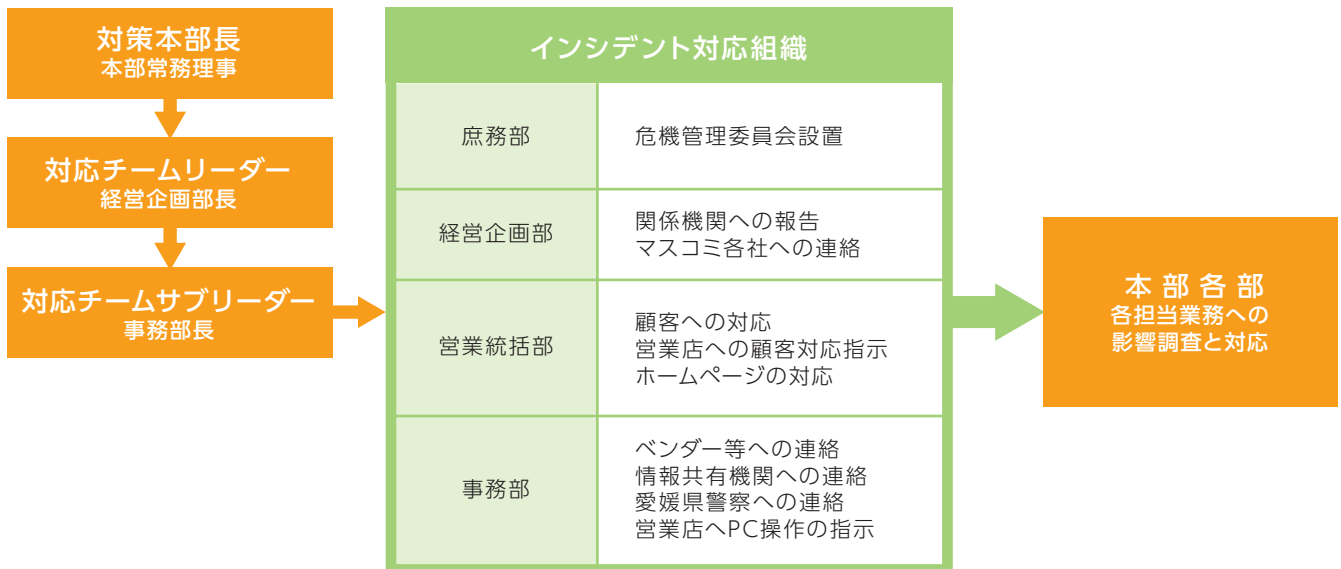 対策本部長
本部常務理事
対応チームリーダー
経営企画部長
対応チームサブリーダー
事務部長
インシデント対応組織
庶務部
危機管理委員会設置
経営企画部
関係機関への報告
マスコミ各社への連絡
営業統括部
顧客への対応
営業店への顧客対応指示
ホームページの対応
事務部
ベンダー等への連絡
情報共有機関への連絡
愛媛県警察への連絡
営業店へPC操作の指示
本部各部
各担当業務への
影響調査と対応